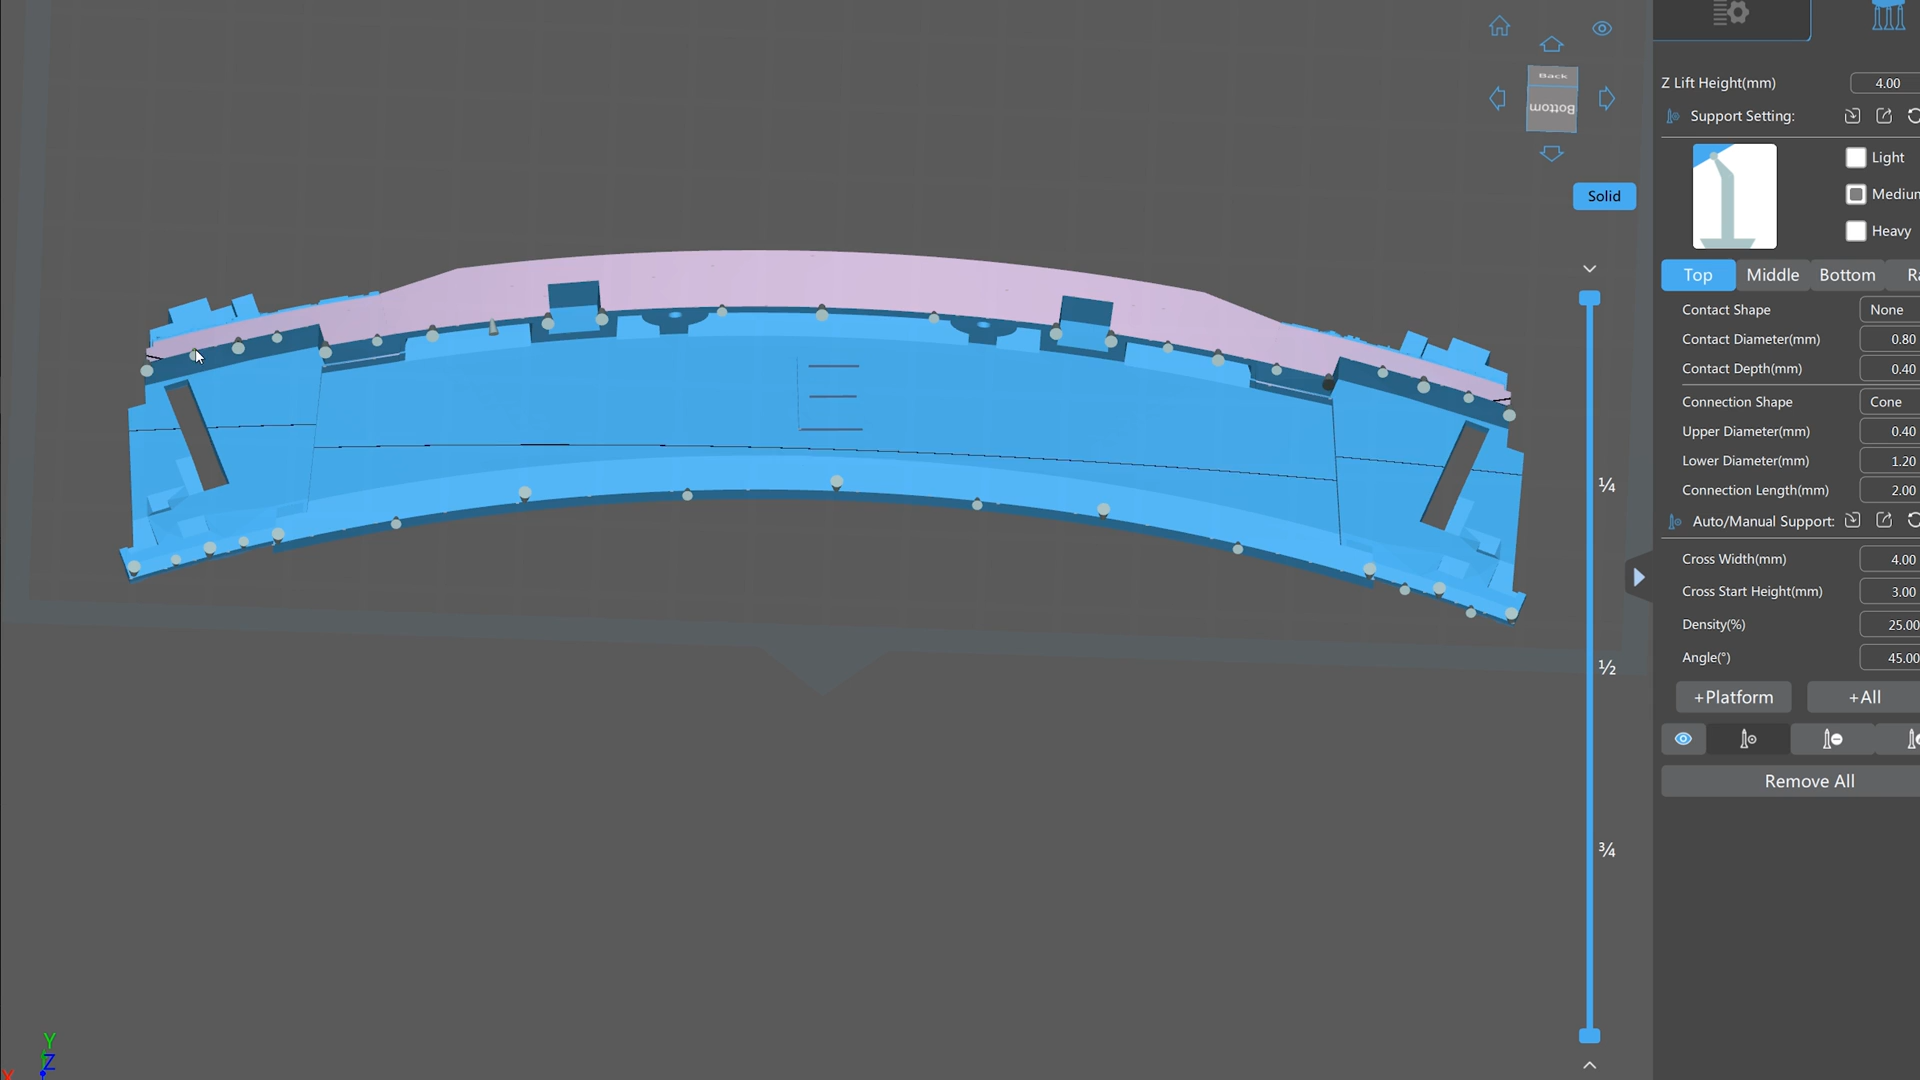 Back
Bottom
Solid
¼
½
¾
Y
Z
X
Z Lift Height(mm) 4.00
Support Setting:
Light
Medium
Heavy
Top Middle Bottom Ra
Contact Shape None
Contact Diameter(mm) 0.80
Contact Depth(mm) 0.40
Connection Shape Cone
Upper Diameter(mm) 0.40
Lower Diameter(mm) 1.20
Connection Length(mm) 2.00
Auto/Manual Support:
Cross Width(mm) 4.00
Cross Start Height(mm) 3.00
Density(%) 25.00
Angle(°) 45.00
+Platform +All
Remove All